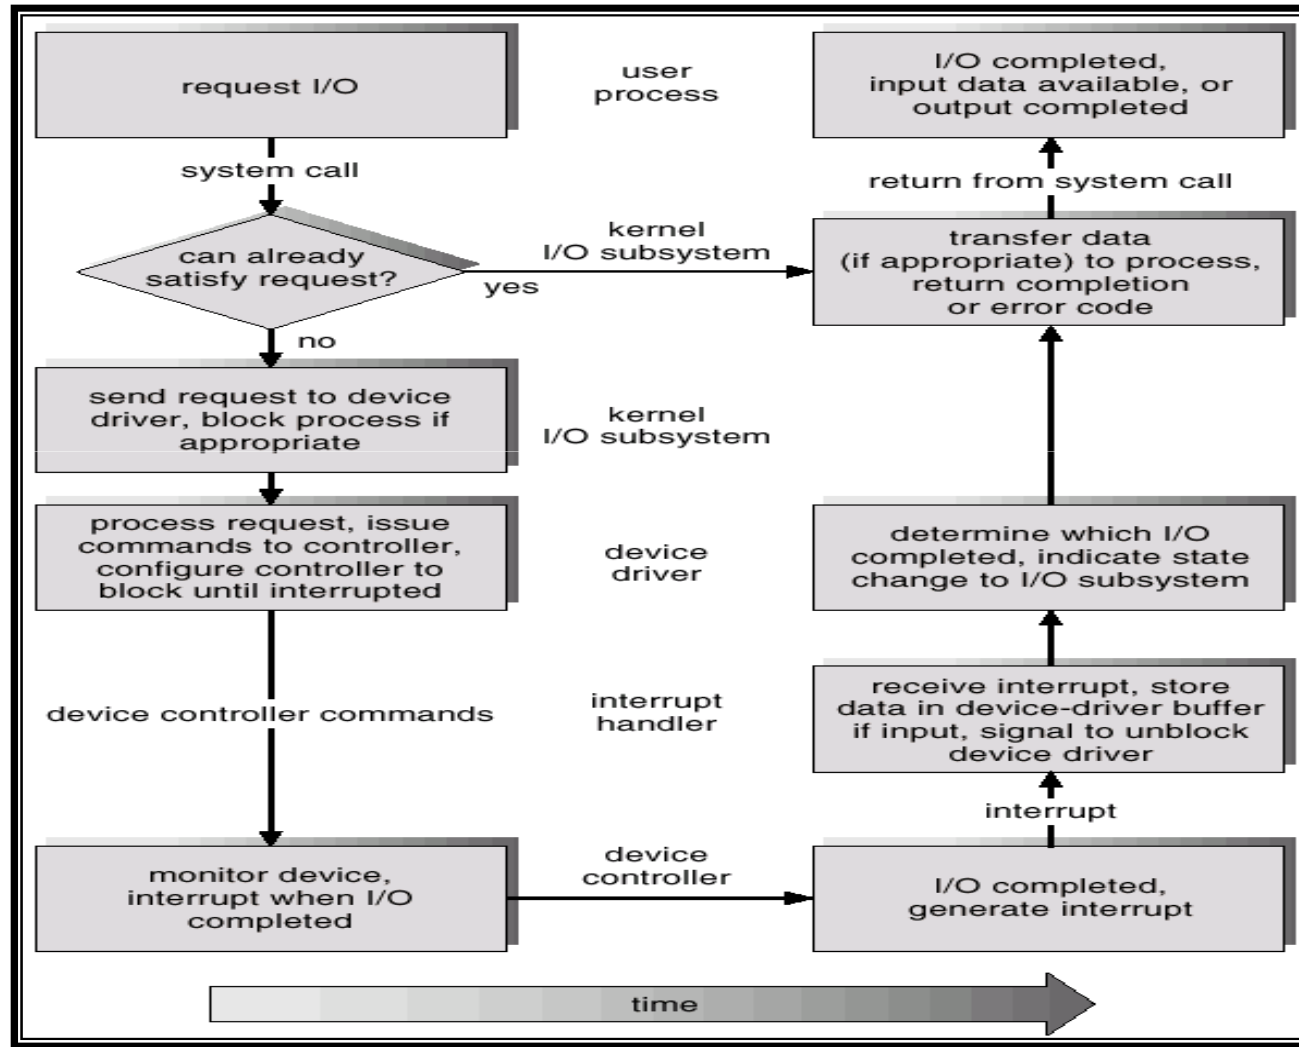 request I/O
user
process
I/O completed,
input data available, or
output completed
system call
return from system call
can already
satisfy request?
kernel
I/O subsystem
yes
transfer data
(if appropriate) to process,
return completion
or error code
no
send request to device
driver, block process if
appropriate
kernel
I/O subsystem
process request, issue
commands to controller,
configure controller to
block until interrupted
device
driver
determine which I/O
completed, indicate state
change to I/O subsystem
device controller commands
interrupt
handler
receive interrupt, store
data in device-driver buffer
if input, signal to unblock
device driver
interrupt
monitor device,
interrupt when I/O
completed
device
controller
I/O completed,
generate interrupt
time